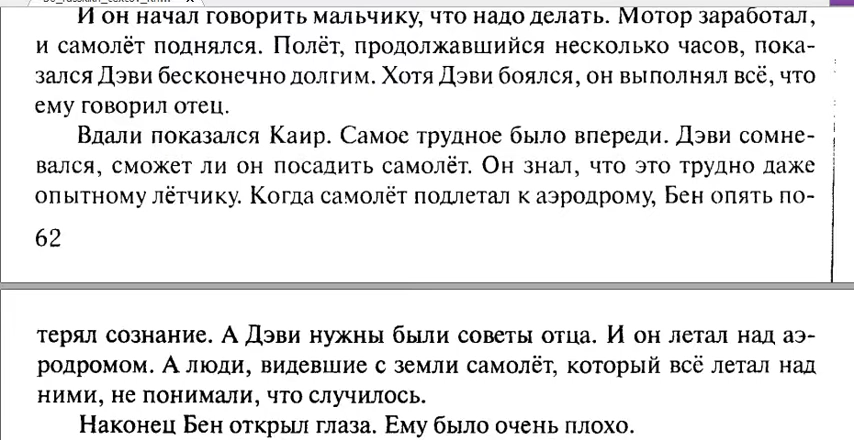 И он начал говорить мальчику, что надо делать. Мотор заработал,
и самолёт поднялся. Полёт, продолжавшийся несколько часов, пока-
зался Дэви бесконечно долгим. Хотя Дэви боялся, он выполнял всё, что
ему говорил отец.
Вдали показался Каир. Самое трудное было впереди. Дэви сомне-
вался, сможет ли он посадить самолёт. Он знал, что это трудно даже
опытному лётчику. Когда самолёт подлетал к аэродрому, Бен опять по-
62
терял сознание. А Дэви нужны были советы отца. И он летал над аэ-
родромом. А люди, видевшие с земли самолёт, который всё летал над
ними, не понимали, что случилось.
Наконец Бен открыл глаза. Ему было очень плохо.